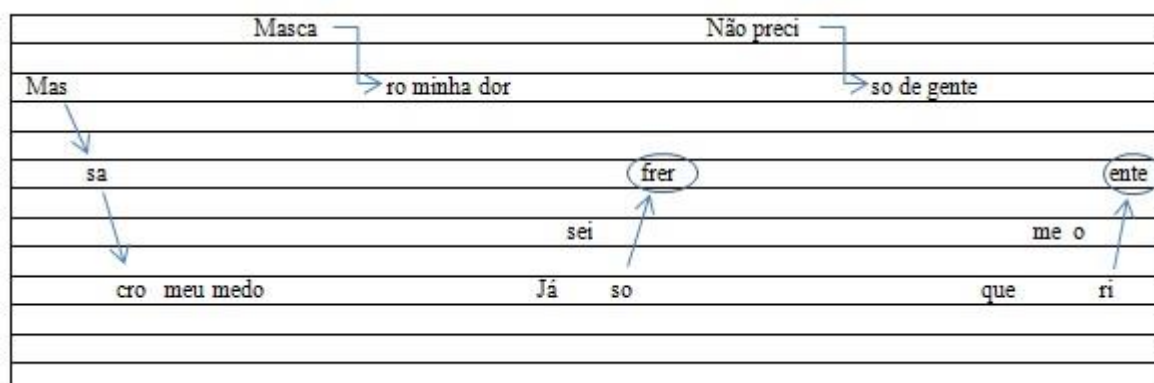 Masca Não preci
Mas ro minha dor so de gente
sa frer ente
sei me o
cro meu medo Já so que ri